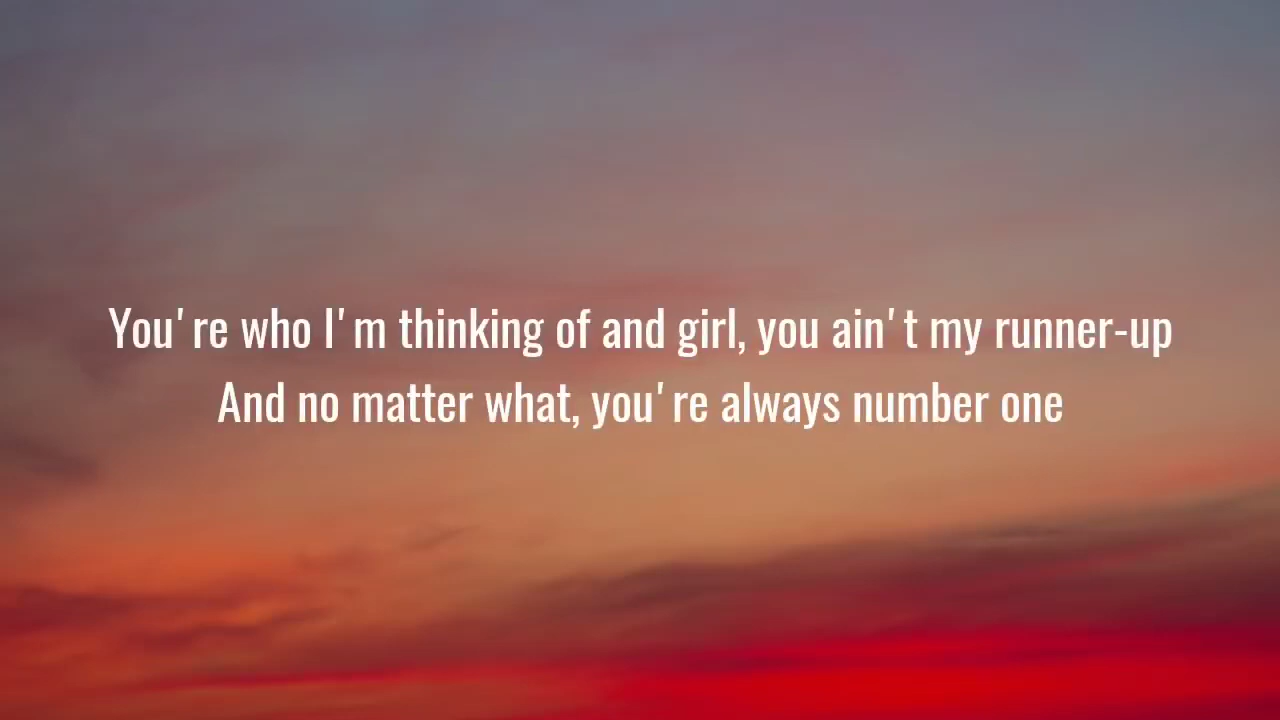 You're who I'm thinking of and girl, you ain't my runner-up
And no matter what, you're always number one